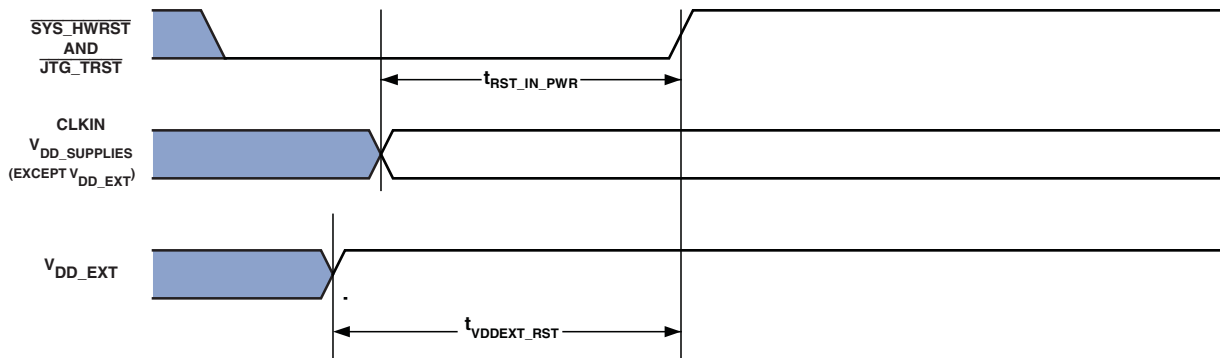 SYS_HWRST
AND
JTG_TRST
tRST_IN_PWR
CLKIN
VDD_SUPPLIES
(EXCEPT VDD_EXT)
VDD_EXT
tVDDEXT_RST